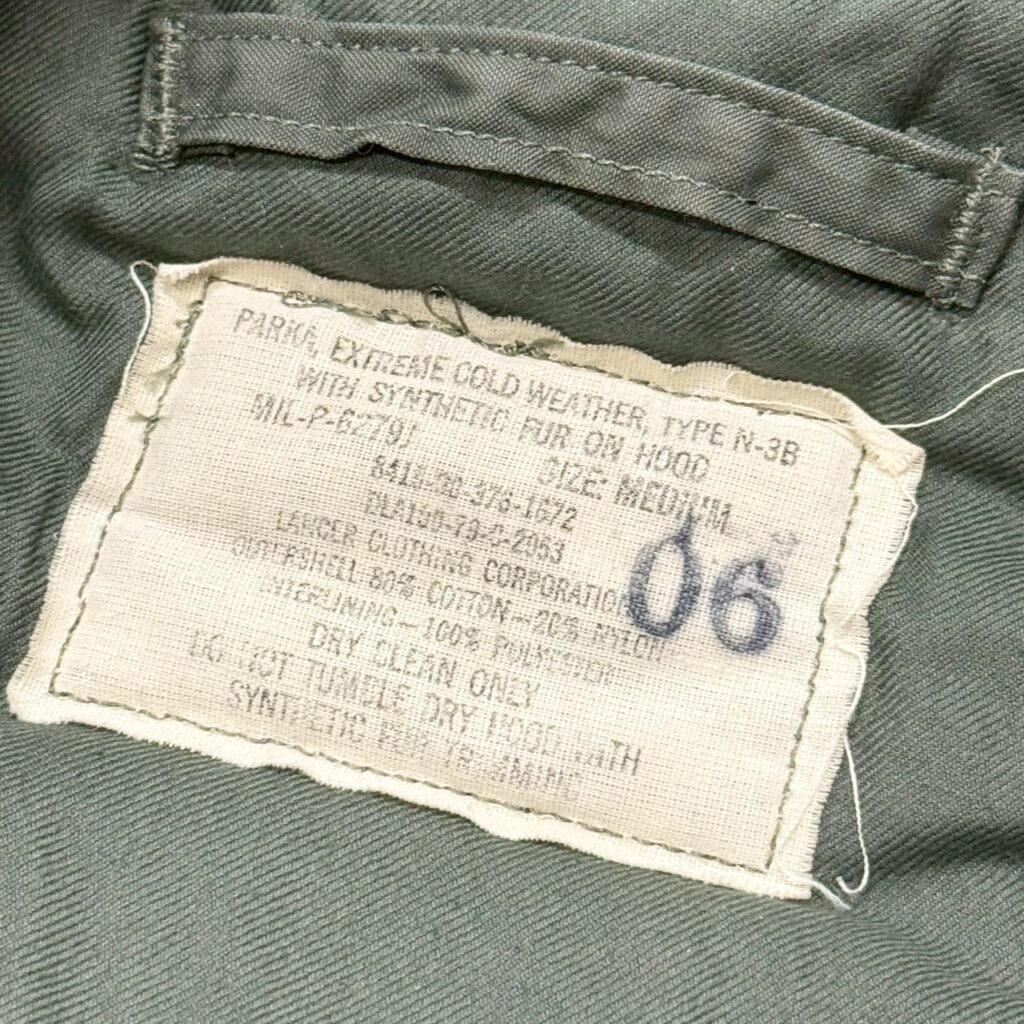 PARKA, EXTREME COLD WEATHER, TYPE N-3B
WITH SYNTHETIC FUR ON HOOD
MIL-P-6279J SIZE: MEDIUM
DLA100-79-C-2053
LANCER CLOTHING CORPORATION
OUTERSHELL 80% COTTON—20% NYLON
INTERLINING—100% POLYESTER
DRY CLEAN ONLY
DO NOT TUMBLE DRY HOOD WITH
SYNTHETIC FUR TRIMMING
06